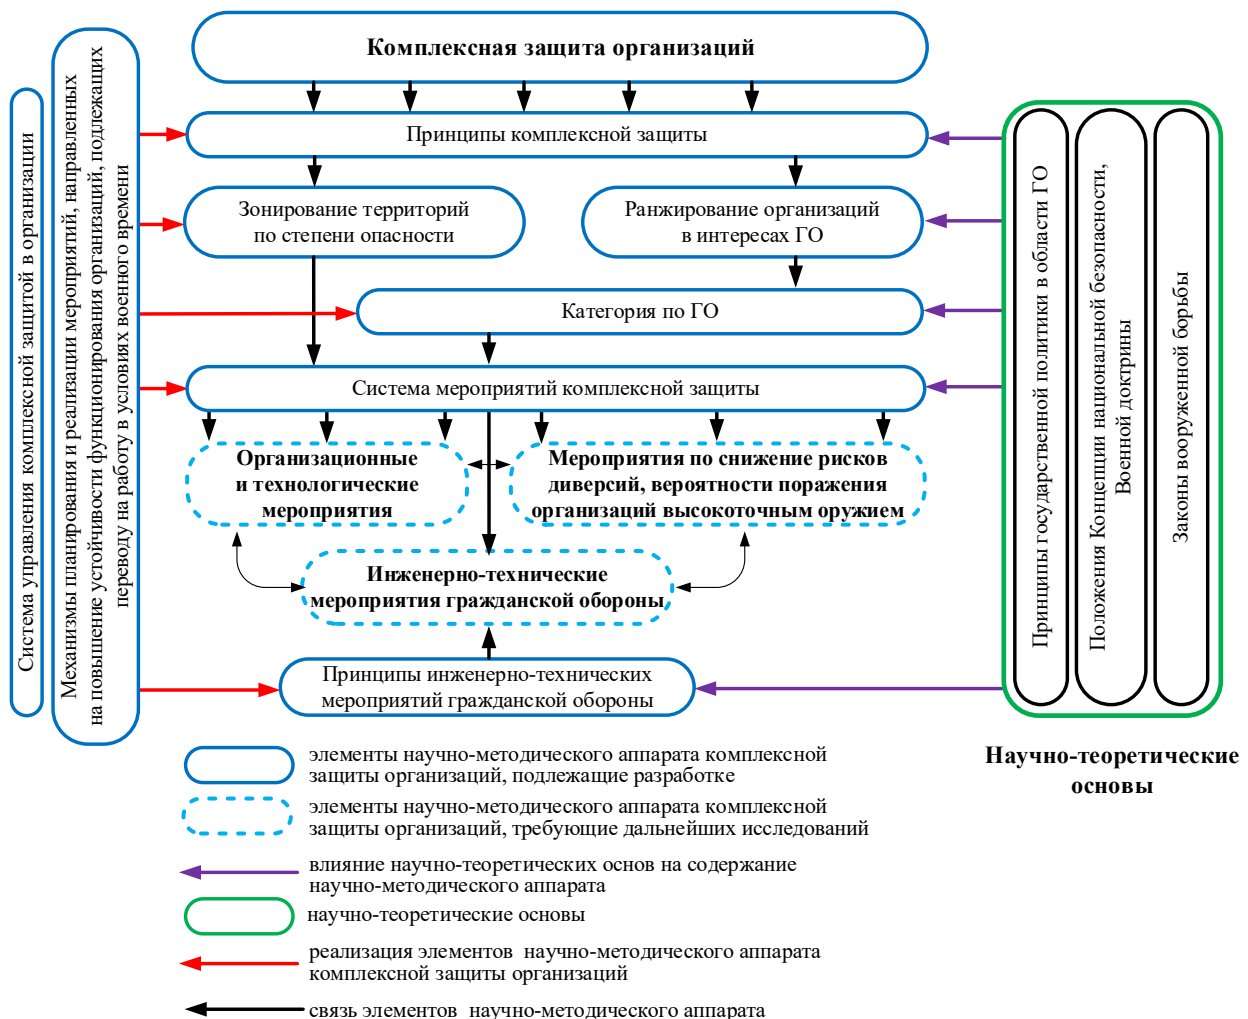 Комплексная защита организаций
Система управления комплексной защитой в организации
Механизмы планирования и реализации мероприятий, направленных
на повышение устойчивости функционирования организаций, подлежащих
переводу на работу в условиях военного времени
Принципы комплексной защиты
Зонирование территорий
по степени опасности
Ранжирование организаций
в интересах ГО
Категория по ГО
Система мероприятий комплексной защиты
Организационные
и технологические
мероприятия
Мероприятия по снижение рисков
диверсий, вероятности поражения
организаций высокоточным оружием
Инженерно-технические
мероприятия гражданской обороны
Принципы инженерно-технических
мероприятий гражданской обороны
Принципы государственной политики в области ГО
Положения Концепции национальной безопасности,
Военной доктрины
Законы вооруженной борьбы
Научно-теоретические
основы
элементы научно-методического аппарата комплексной
защиты организаций, подлежащие разработке
элементы научно-методического аппарата комплексной
защиты организаций, требующие дальнейших исследований
влияние научно-теоретических основ на содержание
научно-методического аппарата
научно-теоретические основы
реализация элементов научно-методического аппарата
комплексной защиты организаций
связь элементов научно-методического аппарата